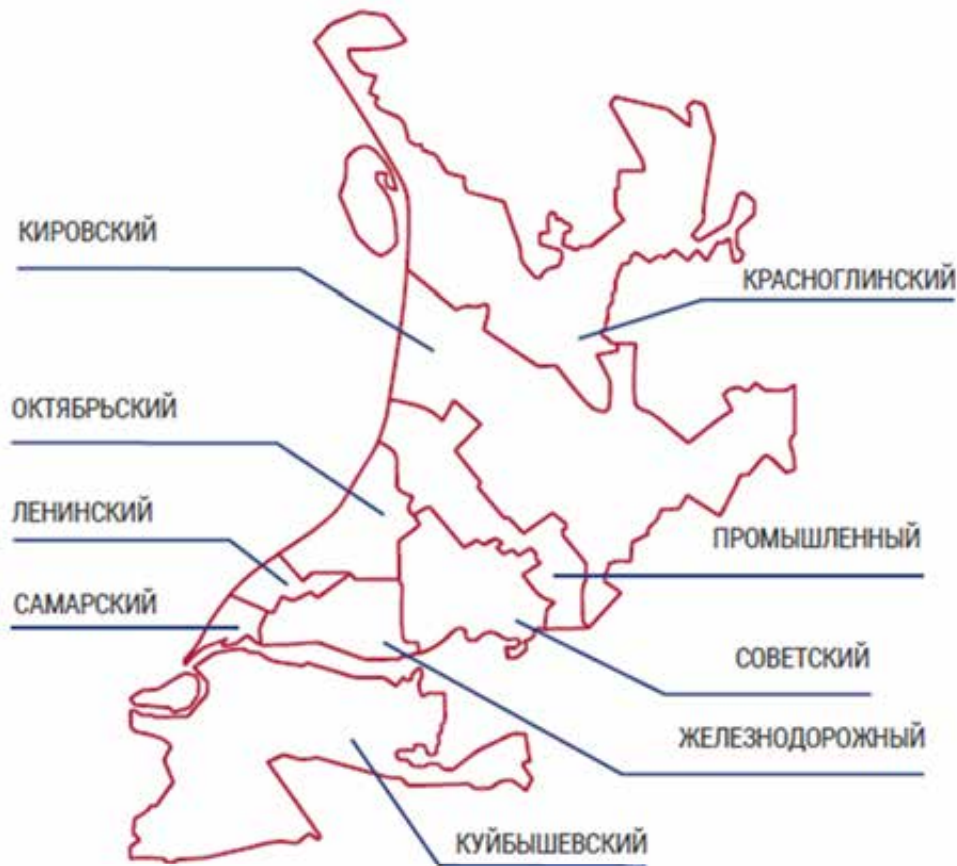 КИРОВСКИЙ
КРАСНОГЛИНСКИЙ
ОКТЯБРЬСКИЙ
ЛЕНИНСКИЙ
ПРОМЫШЛЕННЫЙ
САМАРСКИЙ
СОВЕТСКИЙ
ЖЕЛЕЗНОДОРОЖНЫЙ
КУЙБЫШЕВСКИЙ